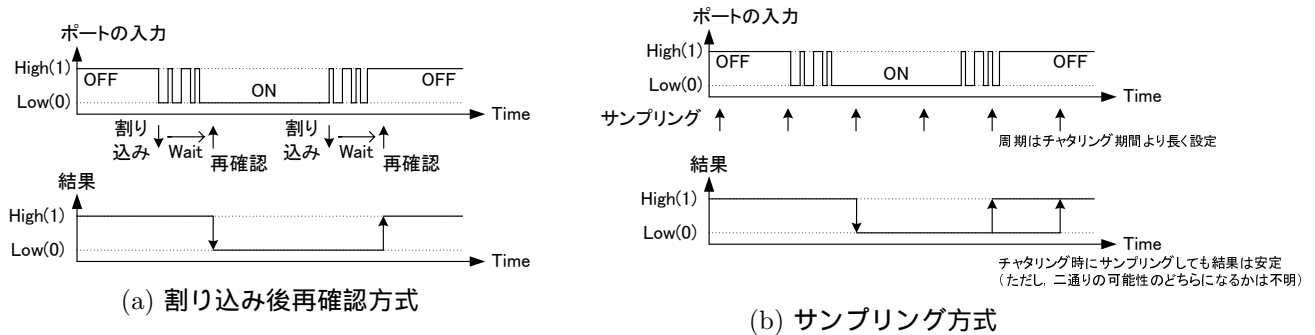 ポートの入力
High(1)
OFF
ON
OFF
Low(0)
Time
割り
込み
Wait
再確認
割り
込み
Wait
再確認
結果
High(1)
Low(0)
Time
(a) 割り込み後再確認方式
ポートの入力
High(1)
OFF
ON
OFF
Low(0)
Time
サンプリング
周期はチャタリング期間より長く設定
結果
High(1)
Low(0)
Time
チャタリング時にサンプリングしても結果は安定
(ただし, 二通りの可能性のどちらになるかは不明)
(b) サンプリング方式